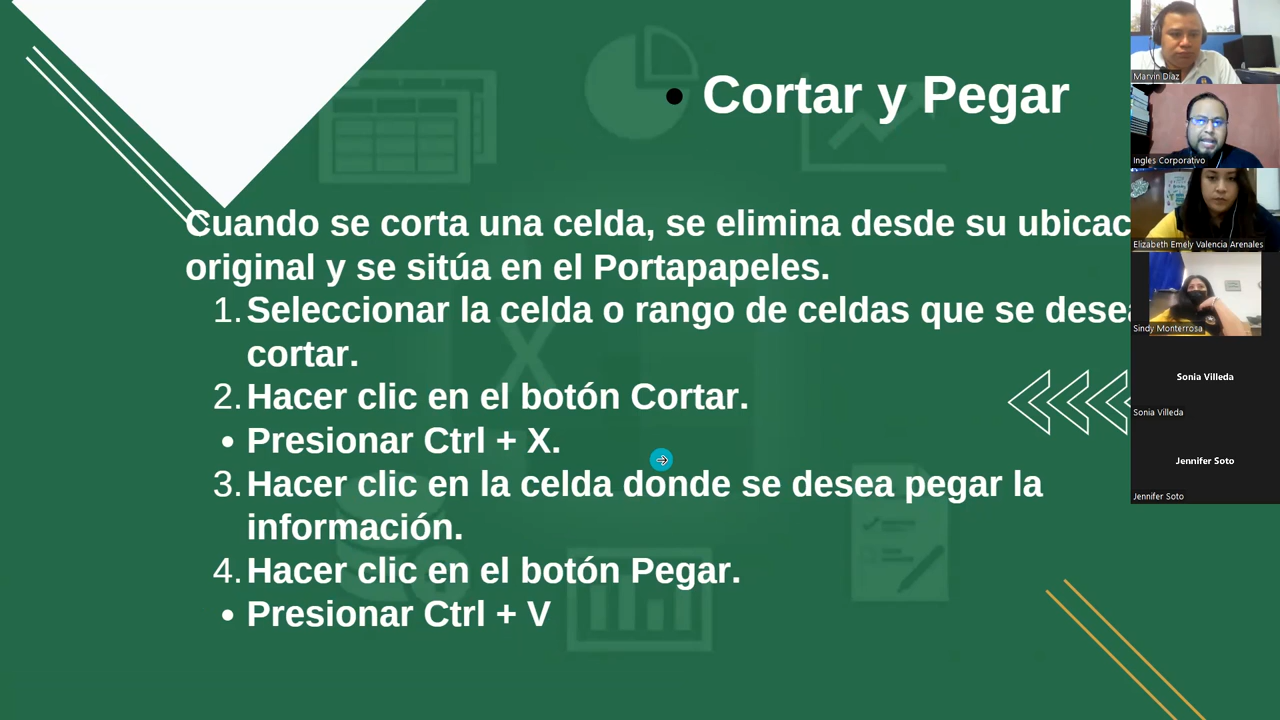 • Cortar y Pegar
Cuando se corta una celda, se elimina desde su ubicac
original y se sitúa en el Portapapeles.
1. Seleccionar la celda o rango de celdas que se dese
cortar.
2. Hacer clic en el botón Cortar.
• Presionar Ctrl + X.
3. Hacer clic en la celda donde se desea pegar la
información.
4. Hacer clic en el botón Pegar.
• Presionar Ctrl + V
Marvin Díaz
Ingles Corporativo
Elizabeth Emely Valencia Arenales
Sindy Monterrosa
Sonia Villeda
Sonia Villeda
Jennifer Soto
Jennifer Soto